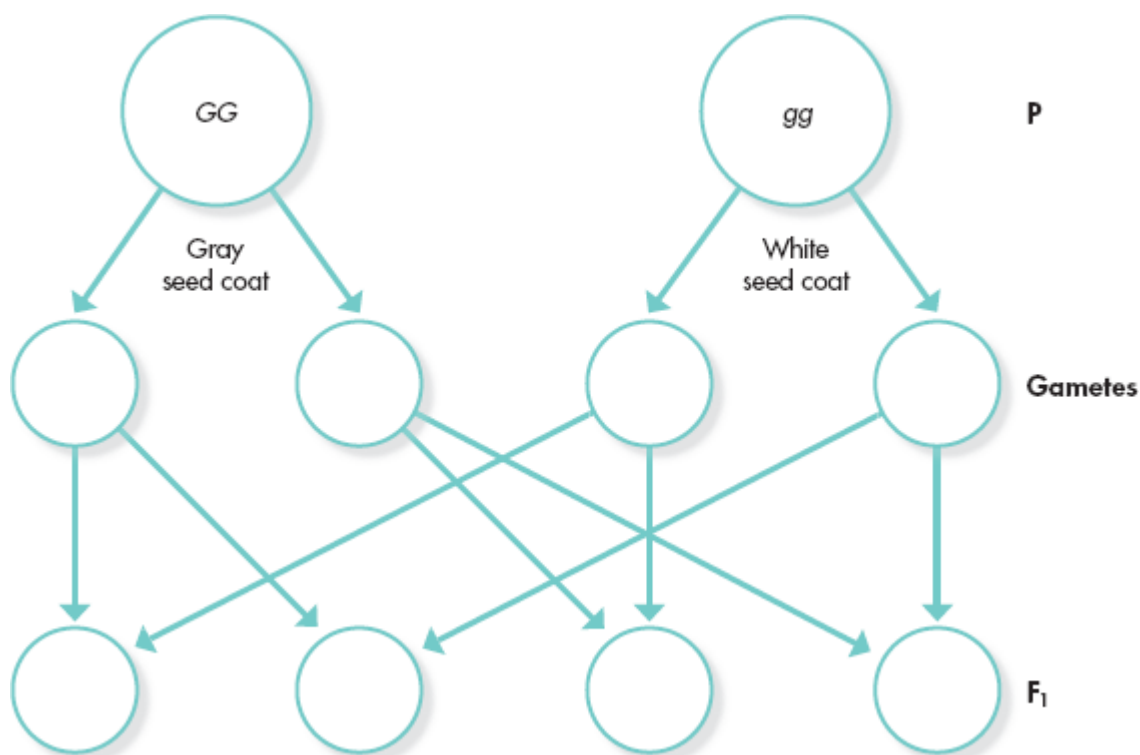 GG
gg
P
Gray
seed coat
White
seed coat
Gametes
F₁